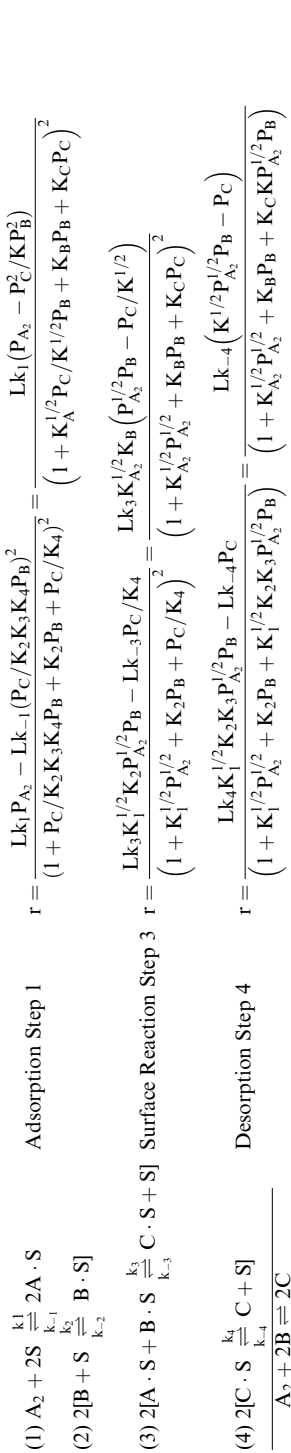 (1) A₂ + 2S ⇌ 2A · S (k1 / k₋₁) Adsorption Step 1 r = (Lk₁P_{A₂} − Lk₋₁(P_C/K₂K₃K₄P_B)²) / (1 + P_C/K₂K₃K₄P_B + K₂P_B + P_C/K₄)² = Lk₁(P_{A₂} − P_C²/KP_B²) / (1 + K_A^{1/2}P_C/K^{1/2}P_B + K_BP_B + K_CP_C)²
(2) 2[B + S ⇌ B · S] (k₂ / k₋₂)
(3) 2[A · S + B · S ⇌ C · S + S] (k₃ / k₋₃) Surface Reaction Step 3 r = (Lk₃K₁^{1/2}K₂P_{A₂}^{1/2}P_B − Lk₋₃P_C/K₄) / (1 + K₁^{1/2}P_{A₂}^{1/2} + K₂P_B + P_C/K₄)² = Lk₃K_{A₂}^{1/2}K_B(P_{A₂}^{1/2}P_B − P_C/K^{1/2}) / (1 + K_{A₂}^{1/2}P_{A₂}^{1/2} + K_BP_B + K_CP_C)²
(4) 2[C · S ⇌ C + S] (k₄ / k₋₄) Desorption Step 4 r = (Lk₄K₁^{1/2}K₂K₃P_{A₂}^{1/2}P_B − Lk₋₄P_C) / (1 + K₁^{1/2}P_{A₂}^{1/2} + K₂P_B + K₁^{1/2}K₂K₃P_{A₂}^{1/2}P_B) = Lk₋₄(K^{1/2}P_{A₂}^{1/2}P_B − P_C) / (1 + K_{A₂}^{1/2}P_{A₂}^{1/2} + K_BP_B + K_CKP_{A₂}^{1/2}P_B)
A₂ + 2B ⇌ 2C